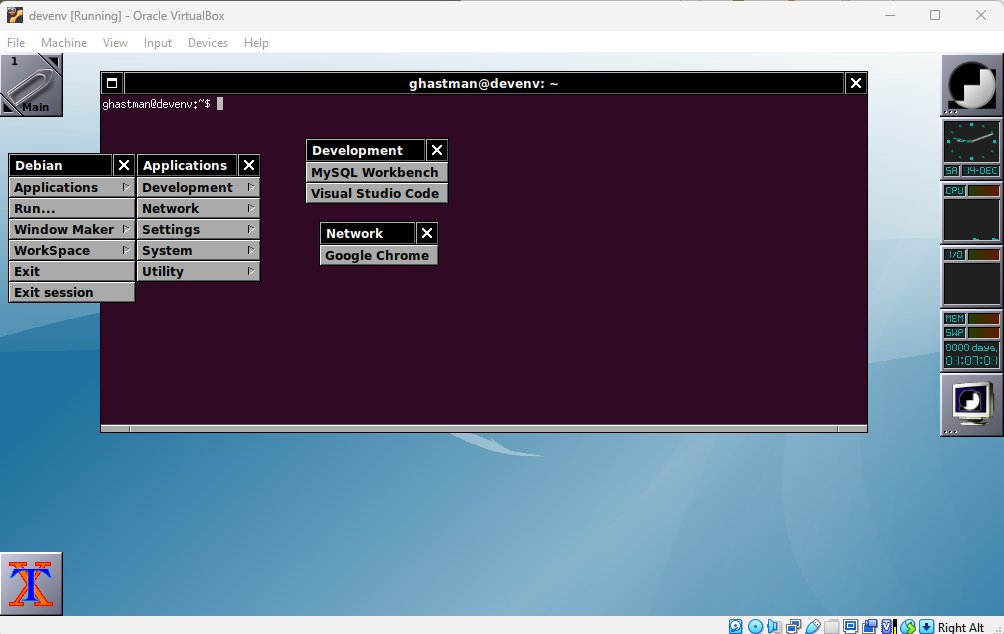 devenv [Running] - Oracle VirtualBox
File Machine View Input Devices Help
1
Main
ghastman@devenv: ~
ghastman@devenv:~$
Debian
Applications
Run...
Window Maker
WorkSpace
Exit
Exit session
Applications
Development
Network
Settings
System
Utility
Development
MySQL Workbench
Visual Studio Code
Network
Google Chrome
SA 14-DEC
CPU
I/O
MEM
SWP
0000 days,
01:07:01
XT
Right Alt